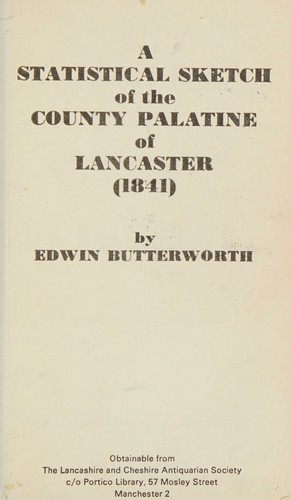 A
STATISTICAL SKETCH
of the
COUNTY PALATINE
of
LANCASTER
(1841)
by
EDWIN BUTTERWORTH
Obtainable from
The Lancashire and Cheshire Antiquarian Society
c/o Portico Library, 57 Mosley Street
Manchester 2